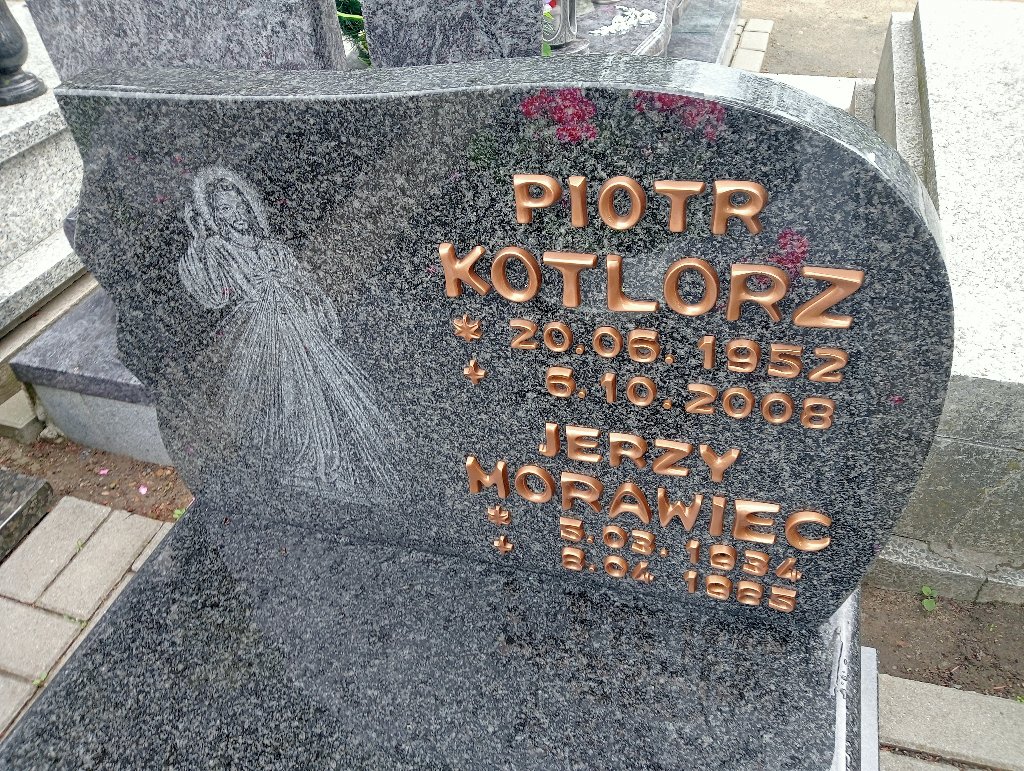 PIOTR
KOTLORZ
* 20.06.1952
+ 6.10.2008
JERZY
MORAWIEC
* 5.03.1934
+ 8.04 1985